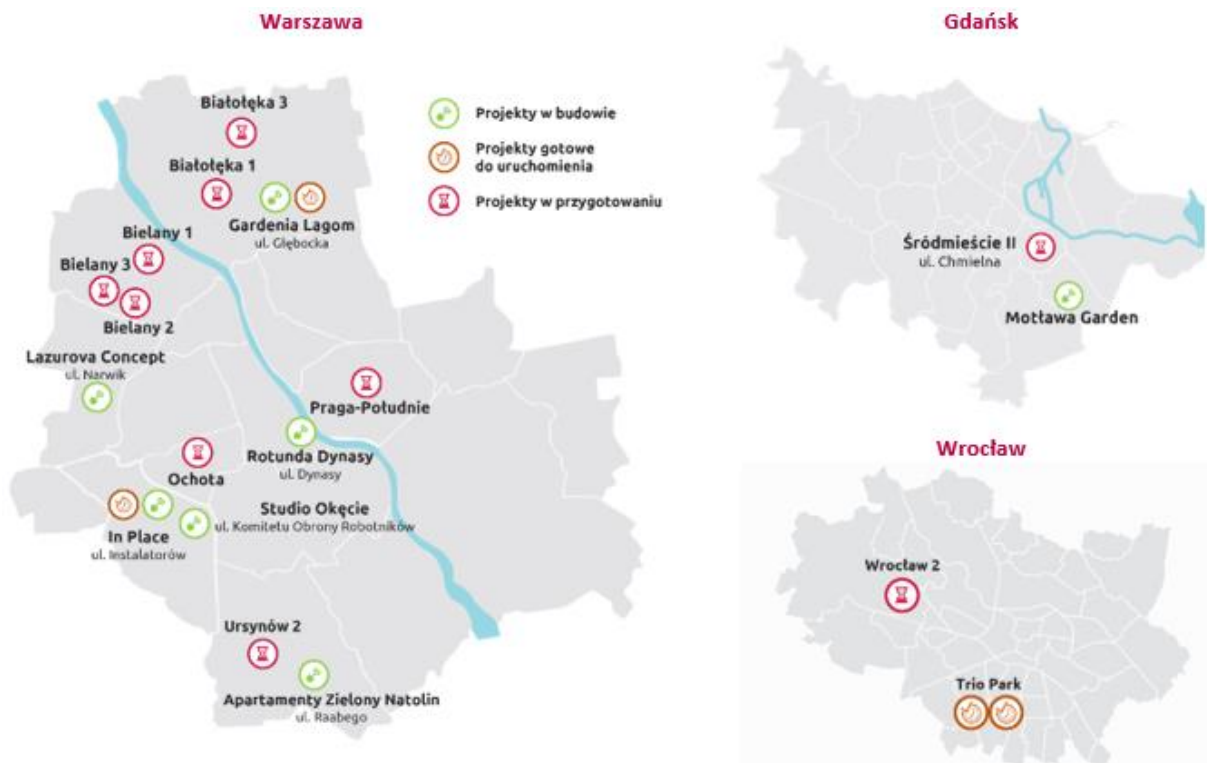 Warszawa
Białołęka 3
Białołęka 1
Gardenia Lagom
ul. Głębocka
Bielany 1
Bielany 3
Bielany 2
Lazurova Concept
ul. Narwik
Praga-Południe
Rotunda Dynasy
ul. Dynasy
Ochota
Studio Okęcie
ul. Komitetu Obrony Robotników
In Place
ul. Instalatorów
Ursynów 2
Apartamenty Zielony Natolin
ul. Raabego
Projekty w budowie
Projekty gotowe
do uruchomienia
Projekty w przygotowaniu
Gdańsk
Śródmieście II
ul. Chmielna
Motława Garden
Wrocław
Wrocław 2
Trio Park